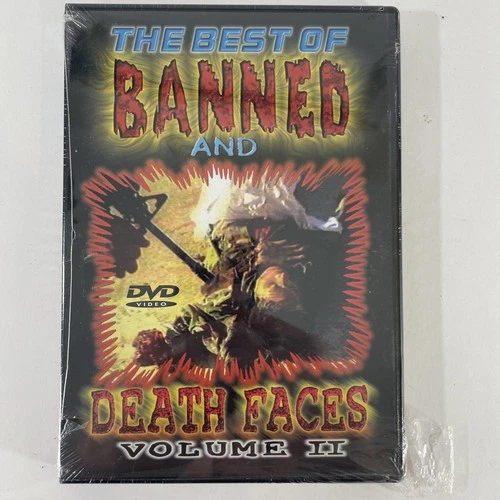 THE BEST OF
BANNED
AND
DVD
VIDEO
DEATH FACES
VOLUME II